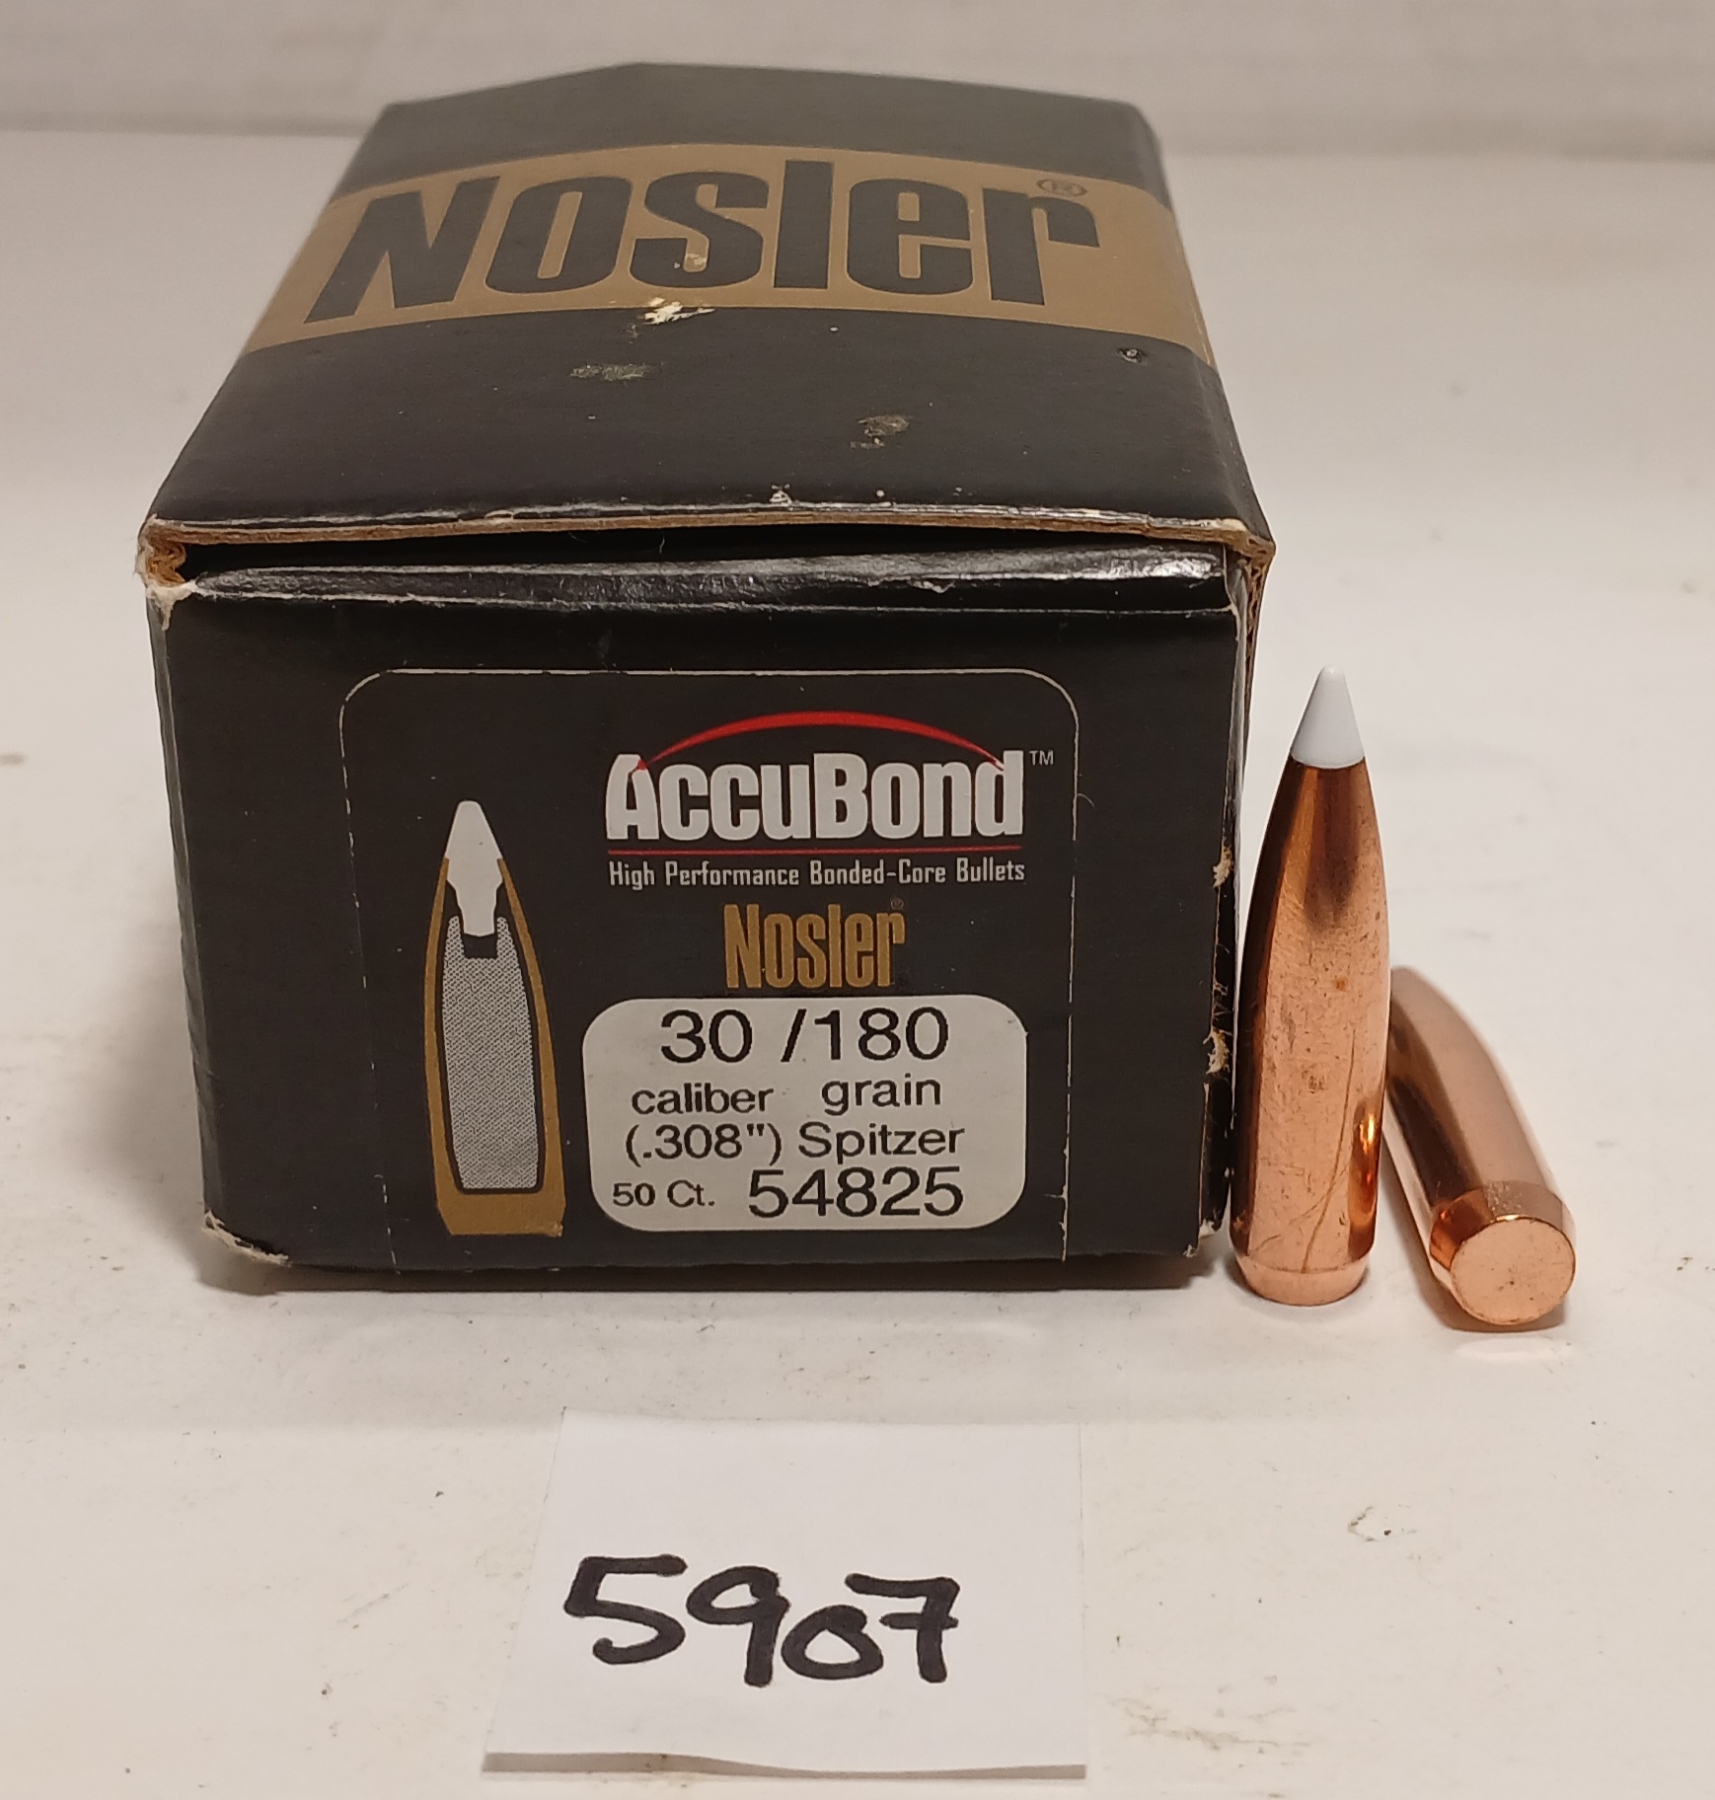 Nosler®
AccuBond™
High Performance Bonded-Core Bullets
Nosler®
30 /180
caliber grain
(.308") Spitzer
50 Ct. 54825
5907